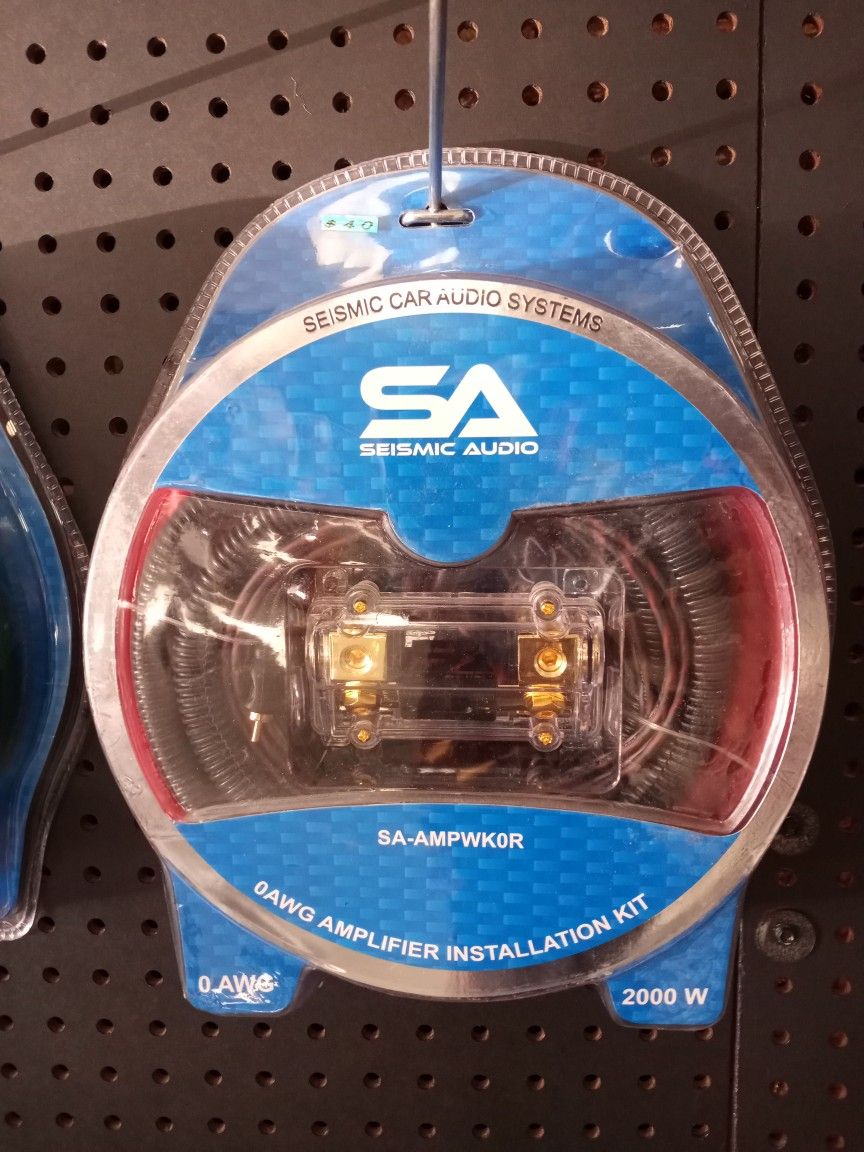 $40
SEISMIC CAR AUDIO SYSTEMS
SA
SEISMIC AUDIO
SA-AMPWK0R
0AWG AMPLIFIER INSTALLATION KIT
0 AWG
2000 W